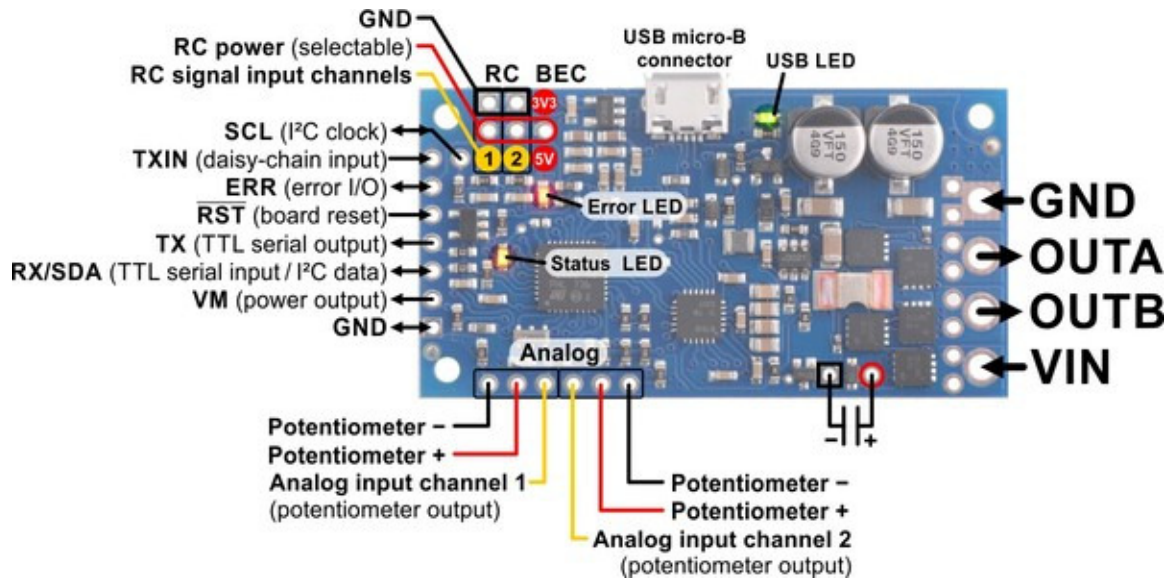 GND
RC power (selectable)
RC signal input channels
RC BEC
3V3
1 2 5V
USB micro-B
connector
USB LED
SCL (I²C clock)
TXIN (daisy-chain input)
ERR (error I/O)
RST (board reset)
TX (TTL serial output)
RX/SDA (TTL serial input / I²C data)
VM (power output)
GND
Error LED
Status LED
150
VFT
4G9
150
VFT
4G9
GND
OUTA
OUTB
VIN
Analog
− +
Potentiometer −
Potentiometer +
Analog input channel 1
(potentiometer output)
Potentiometer −
Potentiometer +
Analog input channel 2
(potentiometer output)